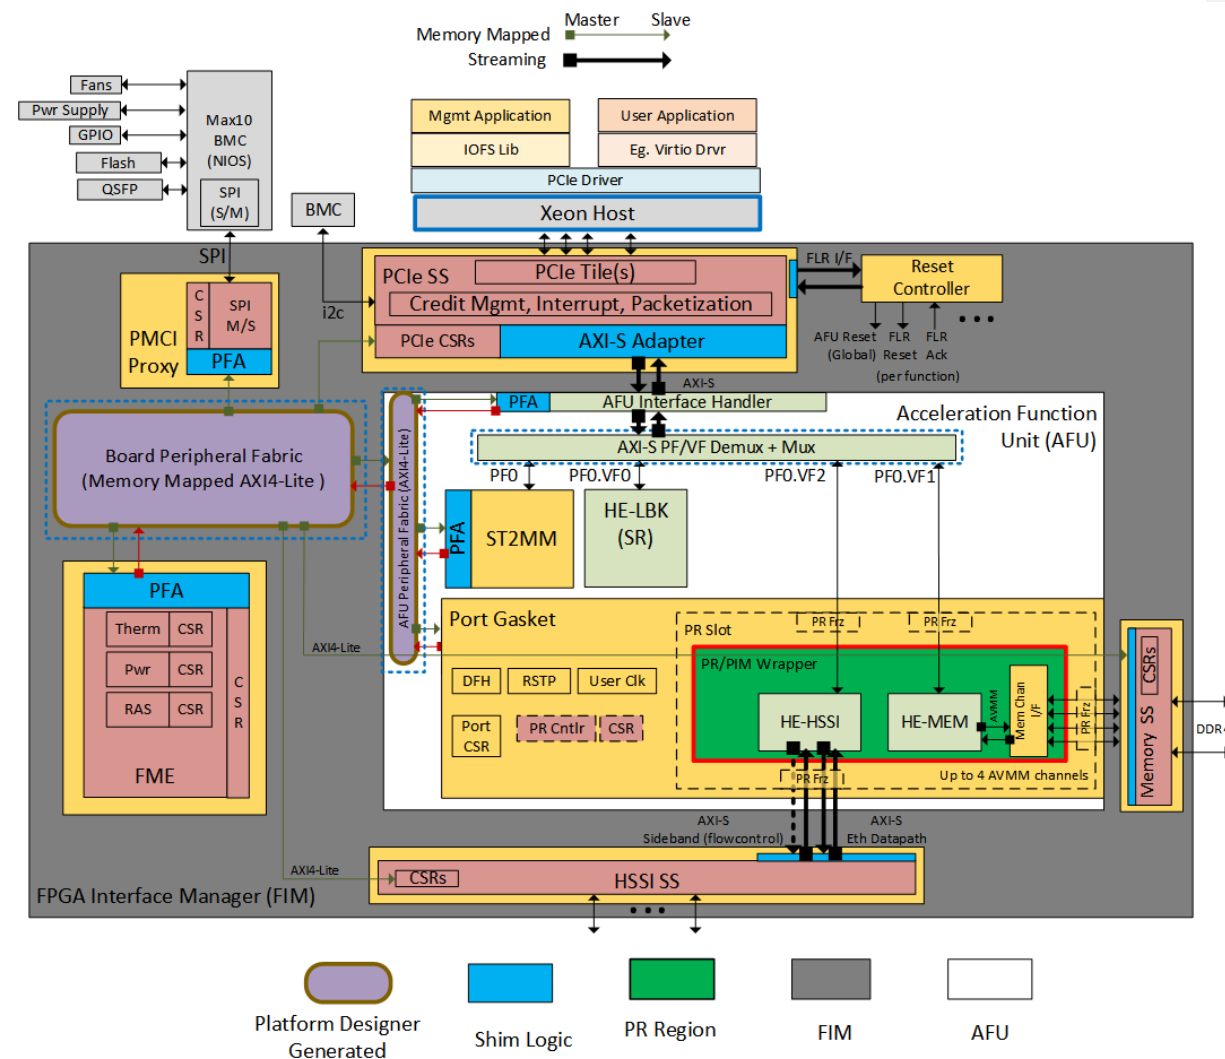 Master
Slave
Memory Mapped
Streaming
Fans
Pwr Supply
GPIO
Flash
QSFP
Max10
BMC
(NIOS)
SPI
(S/M)
BMC
Mgmt Application
User Application
IOFS Lib
Eg. Virtio Drvr
PCIe Driver
Xeon Host
SPI
i2c
PMCI
Proxy
C
S
R
SPI
M/S
PFA
PCIe SS
PCIe Tile(s)
Credit Mgmt, Interrupt, Packetization
PCIe CSRs
AXI-S Adapter
FLR I/F
Reset
Controller
AFU Reset
(Global)
FLR
Reset
FLR
Ack
(per function)
AXI-S
PFA
AFU Interface Handler
Acceleration Function
Unit (AFU)
AXI-S PF/VF Demux + Mux
PF0
PF0.VF0
PF0.VF2
PF0.VF1
Board Peripheral Fabric
(Memory Mapped AXI4-Lite )
AFU Peripheral Fabric (AXI4-Lite)
PFA
ST2MM
HE-LBK
(SR)
PFA
Therm
CSR
Pwr
CSR
RAS
CSR
C
S
R
FME
AXI4-Lite
Port Gasket
PR Slot
PR Frz
PR Frz
PR/PIM Wrapper
DFH
RSTP
User Clk
Port
CSR
PR Cntlr
CSR
HE-HSSI
HE-MEM
AVMM
Mem Chan
I/F
PR Frz
PR Frz
Up to 4 AVMM channels
CSRs
Memory SS
DDR4
AXI-S
Sideband (flowcontrol)
AXI-S
Eth Datapath
AXI4-Lite
CSRs
HSSI SS
FPGA Interface Manager (FIM)
Platform Designer
Generated
Shim Logic
PR Region
FIM
AFU